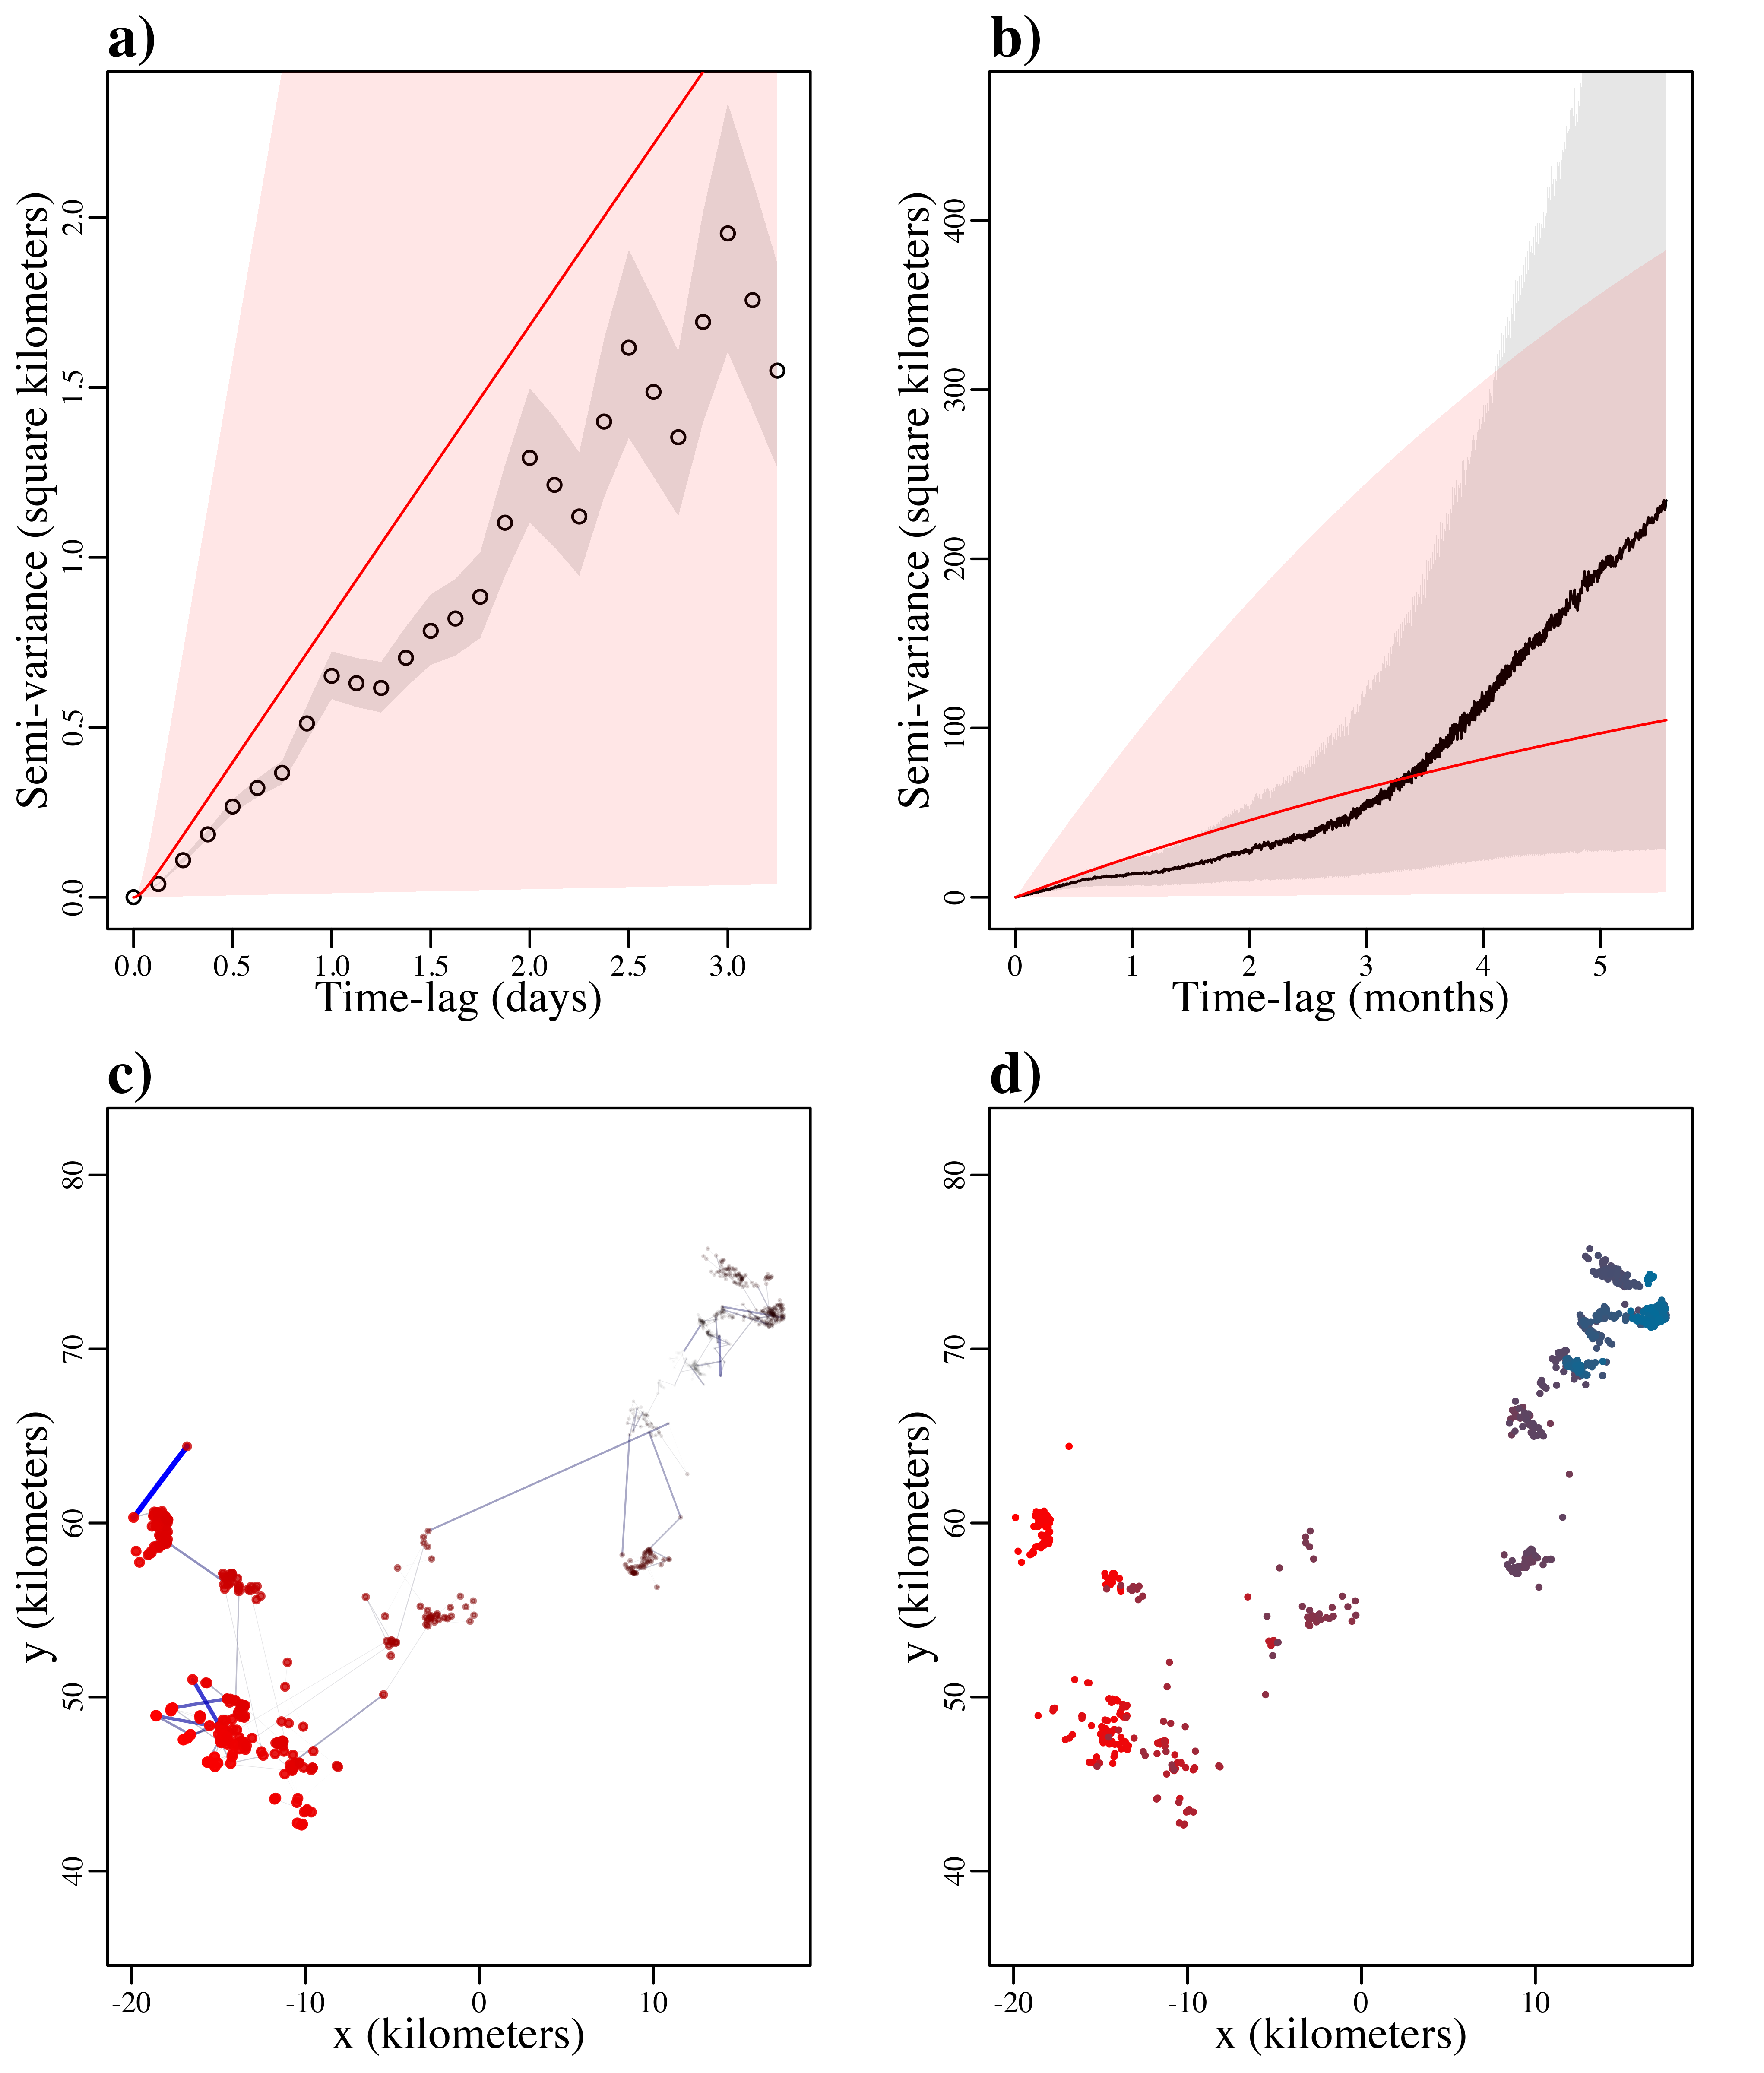 a)
Semi-variance (square kilometers)
2.0
1.5
1.0
0.5
0.0
0.0 0.5 1.0 1.5 2.0 2.5 3.0
Time-lag (days)
b)
Semi-variance (square kilometers)
400
300
200
100
0
0 1 2 3 4 5
Time-lag (months)
c)
y (kilometers)
80
70
60
50
40
-20 -10 0 10
x (kilometers)
d)
y (kilometers)
80
70
60
50
40
-20 -10 0 10
x (kilometers)